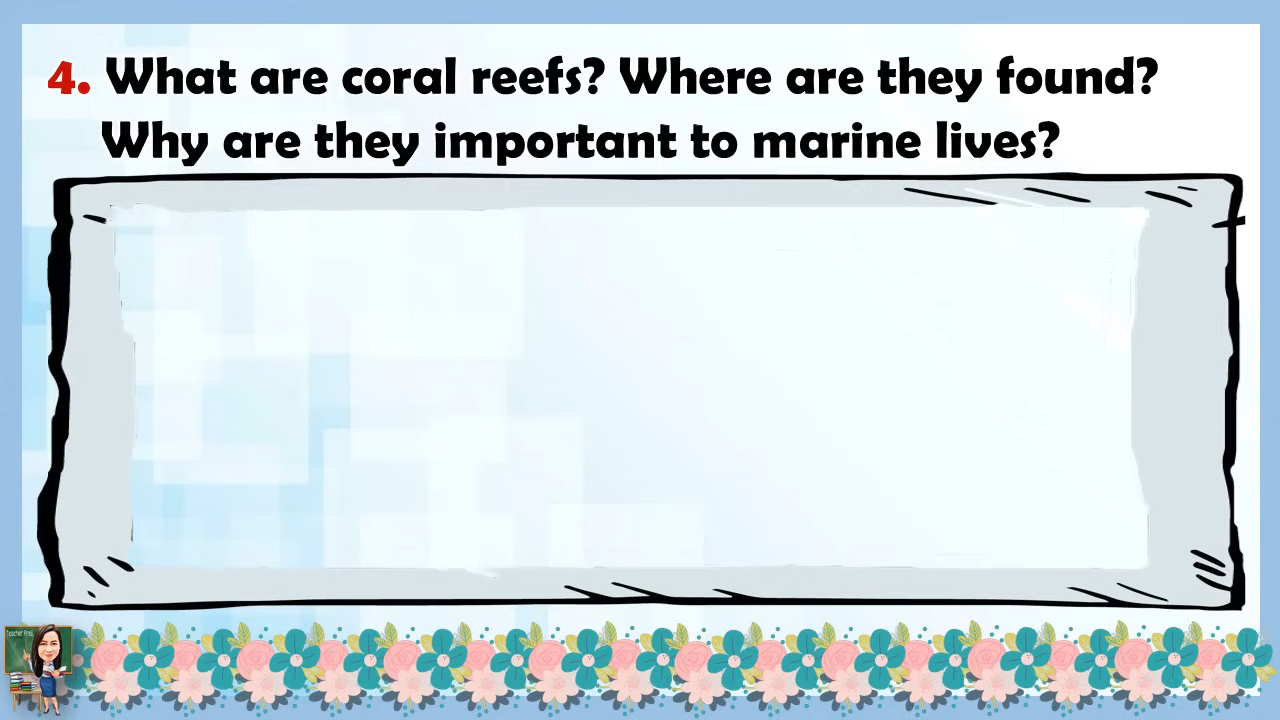 4. What are coral reefs? Where are they found?
Why are they important to marine lives?